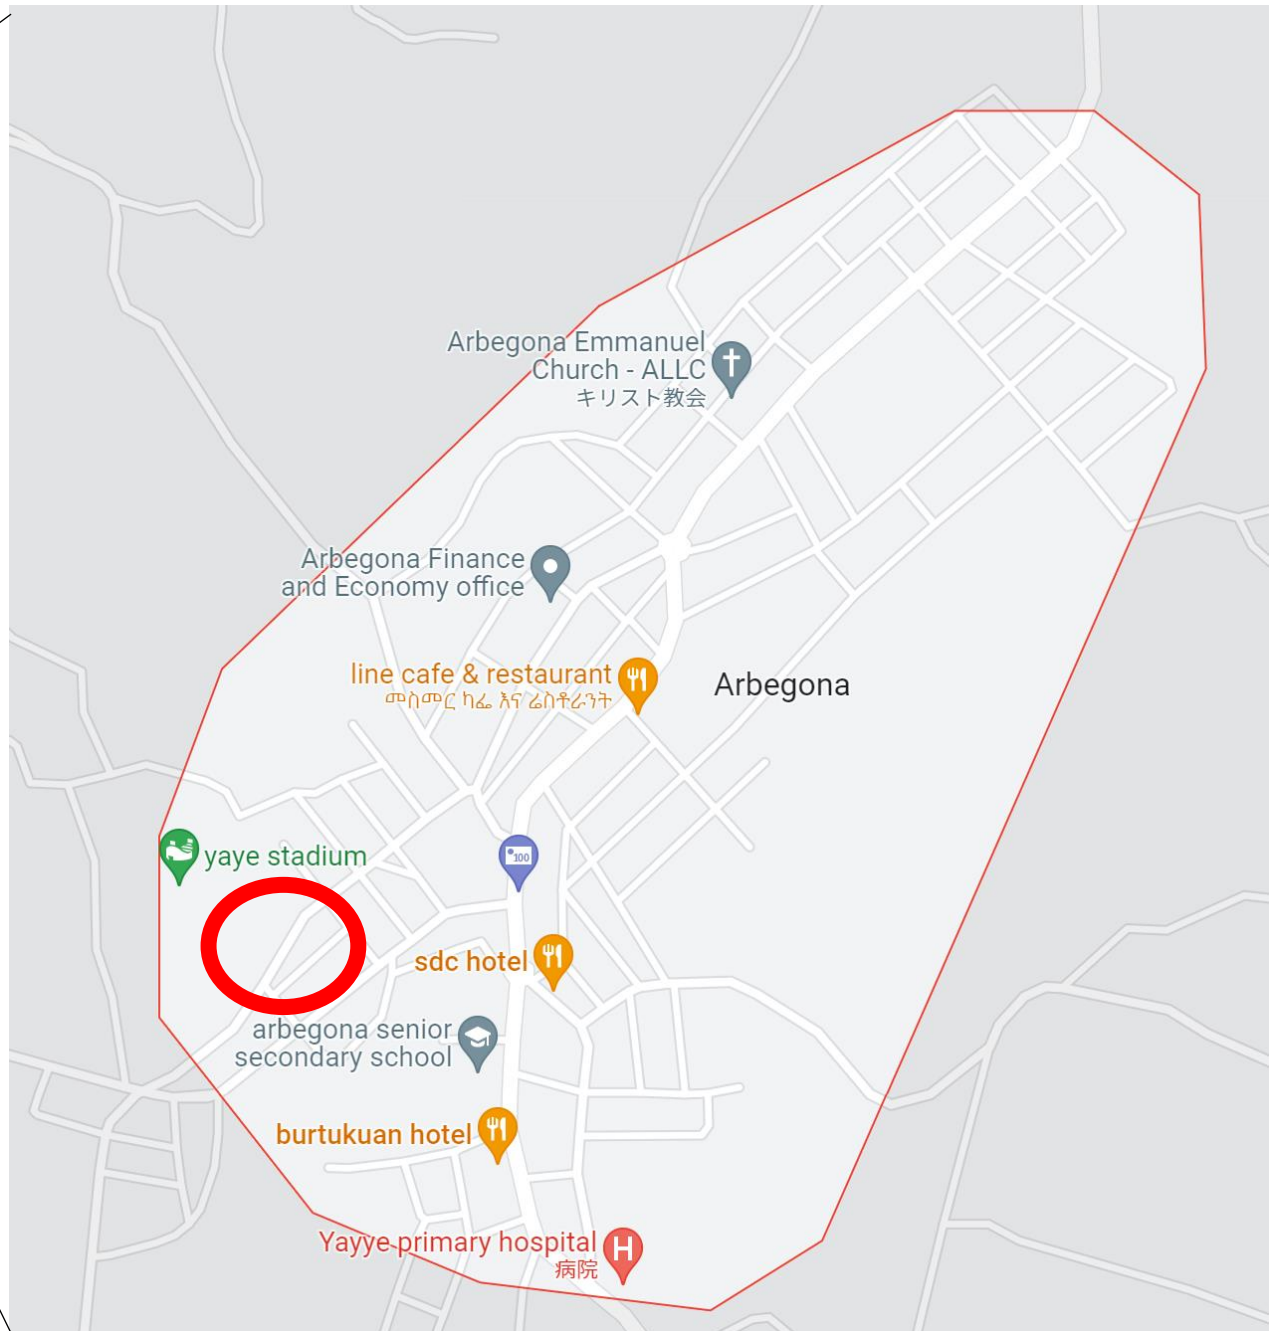 Arbegona Emmanuel
Church - ALLC
キリスト教会
Arbegona Finance
and Economy office
line cafe & restaurant
መስመር ካፌ እና ሬስቶራንት
Arbegona
yaye stadium
100
sdc hotel
arbegona senior
secondary school
burtukuan hotel
Yayye primary hospital
病院
H